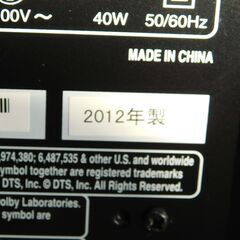 00V～ 40W 50/60Hz
MADE IN CHINA
2012年製
,974,380; 6,487,535 & other U.S. and worldwide
symbol together are registered trademarks
DTS, Inc. © DTS, Inc. All Rights Reserved.
olby Laboratories.
symbol are